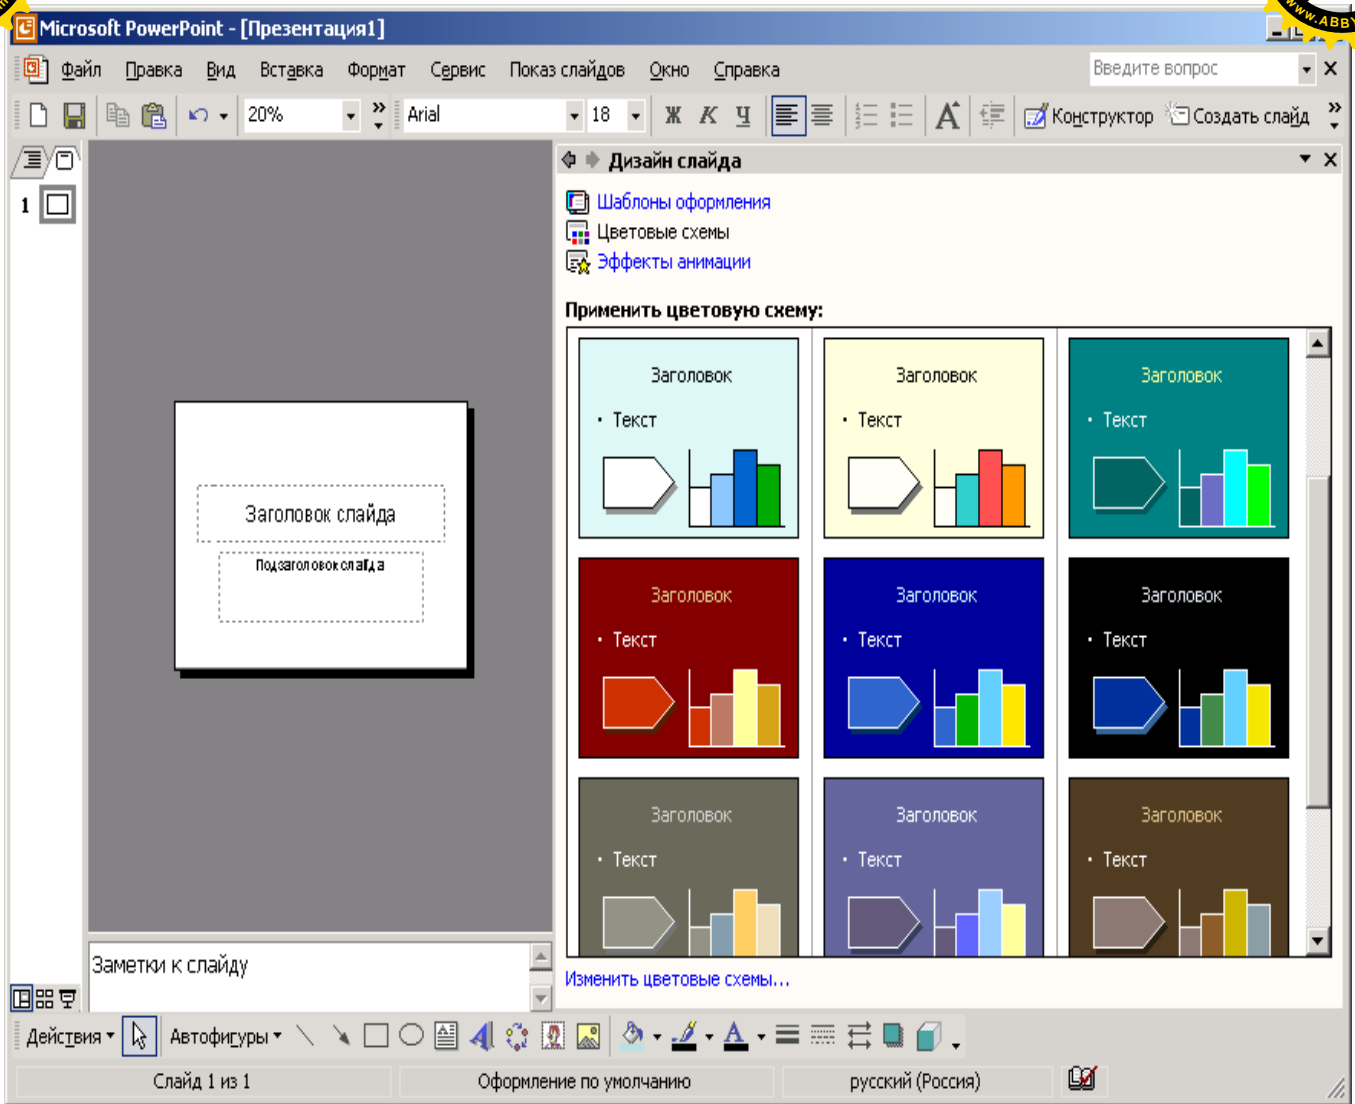 Microsoft PowerPoint - [Презентация1]
www.ABBY
Файл Правка Вид Вставка Формат Сервис Показ слайдов Окно Справка Введите вопрос
20% Arial 18 Ж К Ч Конструктор Создать слайд
Дизайн слайда
1
Шаблоны оформления
Цветовые схемы
Эффекты анимации
Применить цветовую схему:
Заголовок Заголовок Заголовок
• Текст • Текст • Текст
Заголовок слайда
Подзаголовок слайда
Заголовок Заголовок Заголовок
• Текст • Текст • Текст
Заголовок Заголовок Заголовок
• Текст • Текст • Текст
Заметки к слайду
Изменить цветовые схемы...
Действия Автофигуры
Слайд 1 из 1 Оформление по умолчанию русский (Россия)